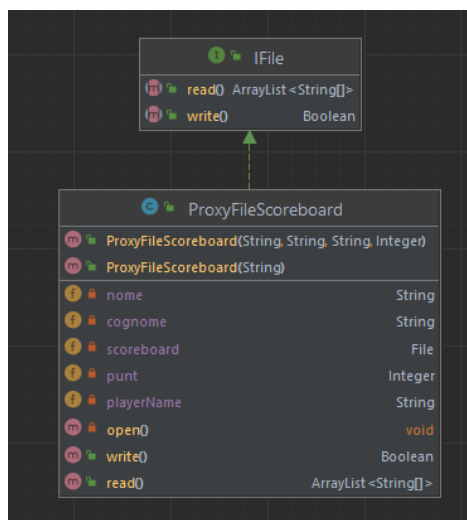 I IFile
m read() ArrayList<String[]>
m write() Boolean
C ProxyFileScoreboard
m ProxyFileScoreboard(String, String, String, Integer)
m ProxyFileScoreboard(String)
f nome String
f cognome String
f scoreboard File
f punt Integer
f playerName String
m open() void
m write() Boolean
m read() ArrayList<String[]>